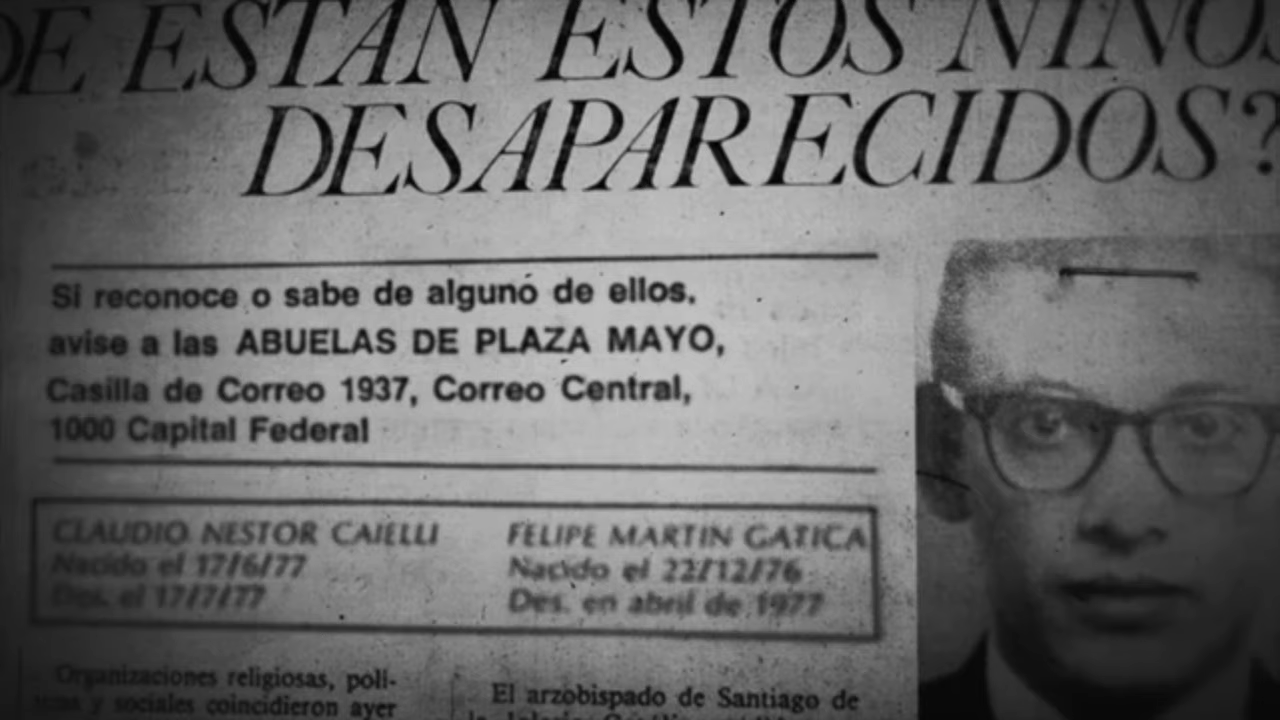 DE ESTAN ESTOS NIÑOS
DESAPARECIDOS?
Si reconoce o sabe de alguno de ellos,
avise a las ABUELAS DE PLAZA MAYO,
Casilla de Correo 1937, Correo Central,
1000 Capital Federal
CLAUDIO NESTOR CAIELLI
Nacido el 17/6/77
Des. el 17/7/77
FELIPE MARTIN GATICA
Nacido el 22/12/76
Des. en abril de 1977
Organizaciones religiosas, polí-
y sociales coincidieron ayer
El arzobispado de Santiago de